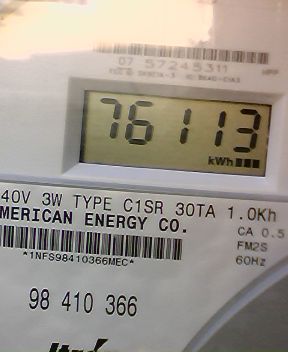 07 57245311
76113
kWh
40V 3W TYPE C1SR 30TA 1.0Kh
MERICAN ENERGY CO.
CA 0.5
FM2S
60Hz
*1NFS98410366MEC*
98 410 366